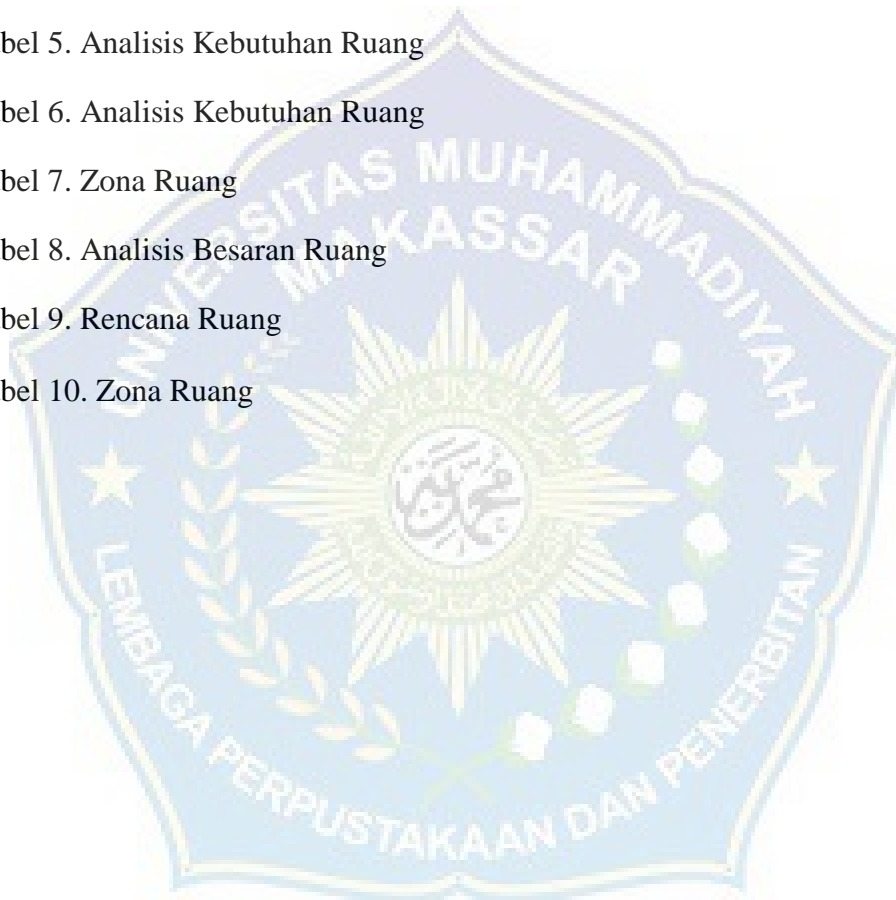 bel 5. Analisis Kebutuhan Ruang
bel 6. Analisis Kebutuhan Ruang
bel 7. Zona Ruang
bel 8. Analisis Besaran Ruang
bel 9. Rencana Ruang
bel 10. Zona Ruang
UNIVERSITAS MUHAMMADIYAH
MAKASSAR
LEMBAGA PERPUSTAKAAN DAN PENERBITAN